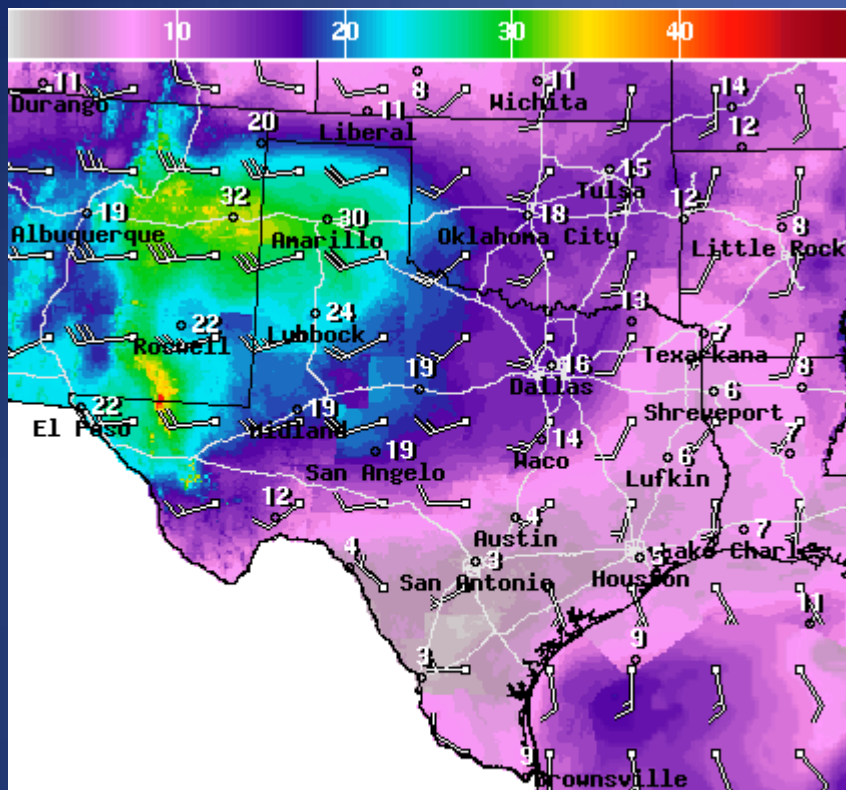 10 20 30 40
11 8 11 14
Durango Wichita
11
Liberal
20 12
15
Tulsa
19 32 30 18 12 8
Albuquerque Amarillo Oklahoma City Little Rock
22 24 13
Roswell Lubbock 7
Texarkana
19 16 8
Dallas 6
22 19 Shreveport
El Paso Midland
19 14 7
San Angelo Waco 6
Lufkin
12 4 7
Austin Lake Charles
4 3
San Antonio Houston
11
9
3
9
Brownsville